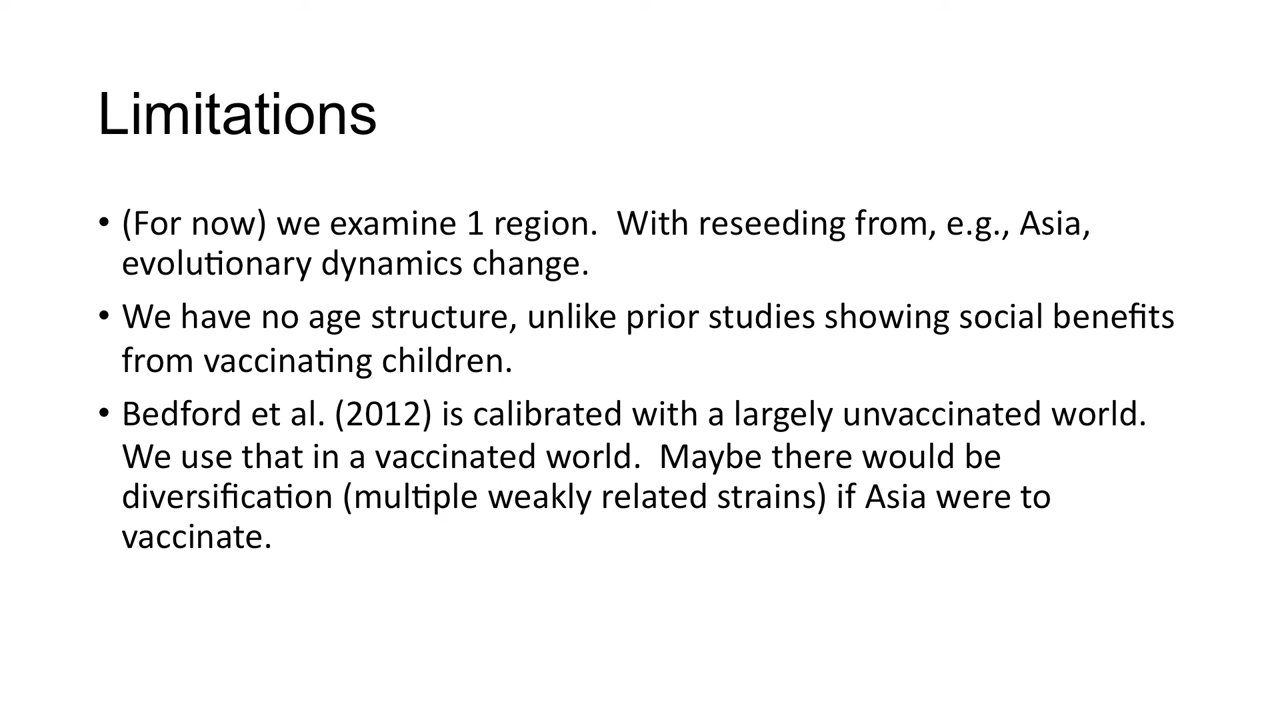 Limitations
• (For now) we examine 1 region.  With reseeding from, e.g., Asia,
evolutionary dynamics change.
• We have no age structure, unlike prior studies showing social benefits
from vaccinating children.
• Bedford et al. (2012) is calibrated with a largely unvaccinated world.
We use that in a vaccinated world.  Maybe there would be
diversification (multiple weakly related strains) if Asia were to
vaccinate.